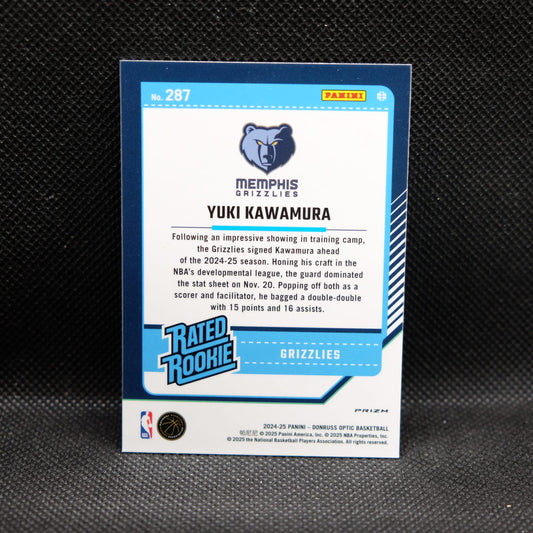 No. 287
PANINI
MEMPHIS
GRIZZLIES
YUKI KAWAMURA
Following an impressive showing in training camp,
the Grizzlies signed Kawamura ahead
of the 2024-25 season. Honing his craft in the
NBA's developmental league, the guard dominated
the stat sheet on Nov. 20. Popping off both as a
scorer and facilitator, he bagged a double-double
with 15 points and 16 assists.
RATED
ROOKIE
GRIZZLIES
PRIZM
2024-25 PANINI – DONRUSS OPTIC BASKETBALL
帕尼尼 © 2025 Panini America, Inc. © 2025 NBA Properties, Inc.
© 2025 the National Basketball Players Association. All rights reserved.